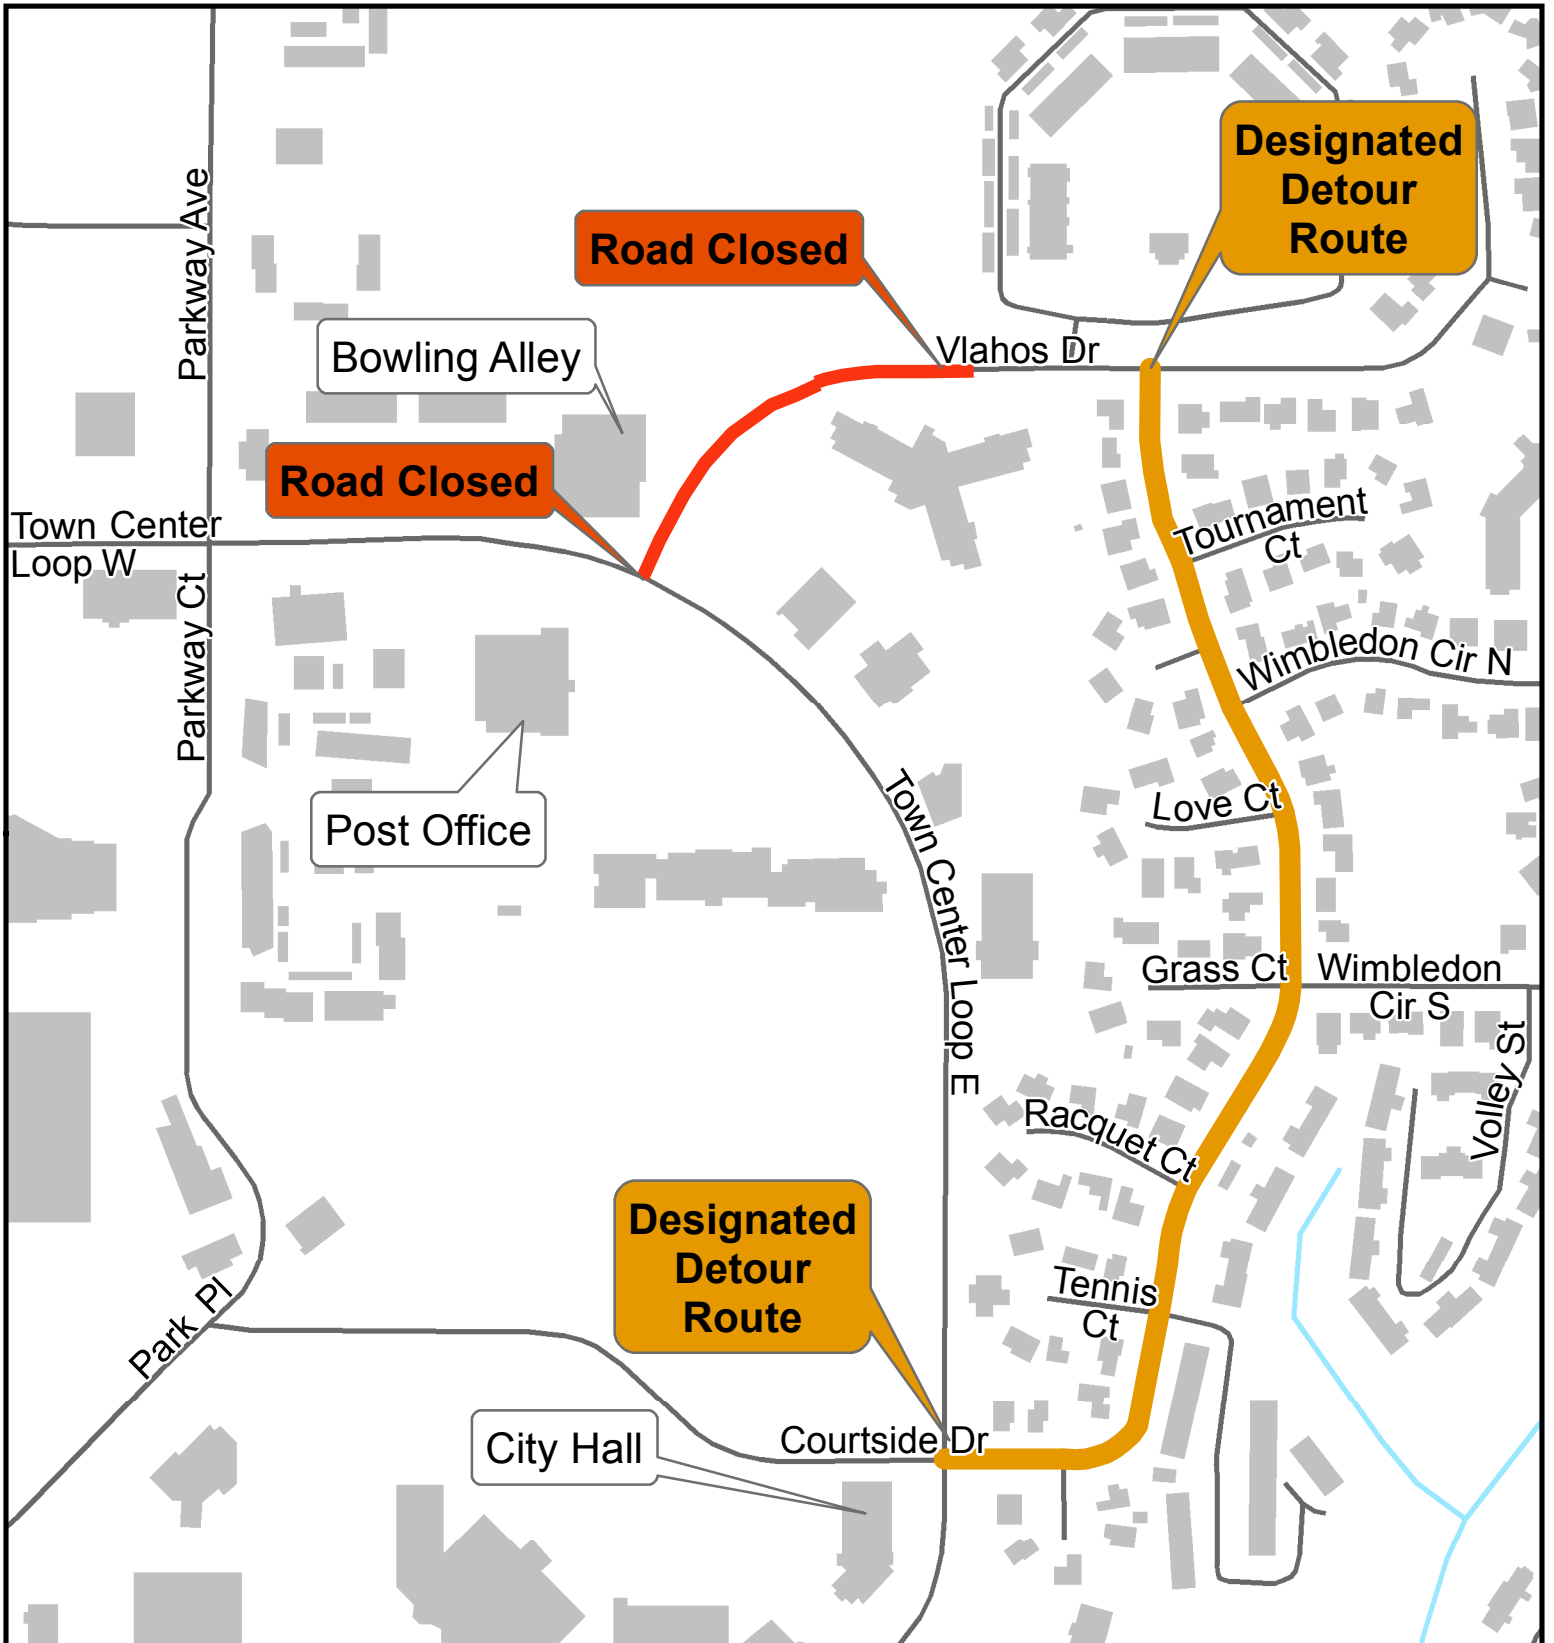 Designated
Detour
Route
Parkway Ave
Road Closed
Vlahos Dr
Bowling Alley
Road Closed
Town Center
Loop W
Tournament
Ct
Parkway Ct
Wimbledon Cir N
Post Office
Love Ct
Town Center Loop E
Grass Ct
Wimbledon
Cir S
Volley St
Racquet Ct
Designated
Detour
Route
Tennis
Ct
Park Pl
City Hall
Courtside Dr